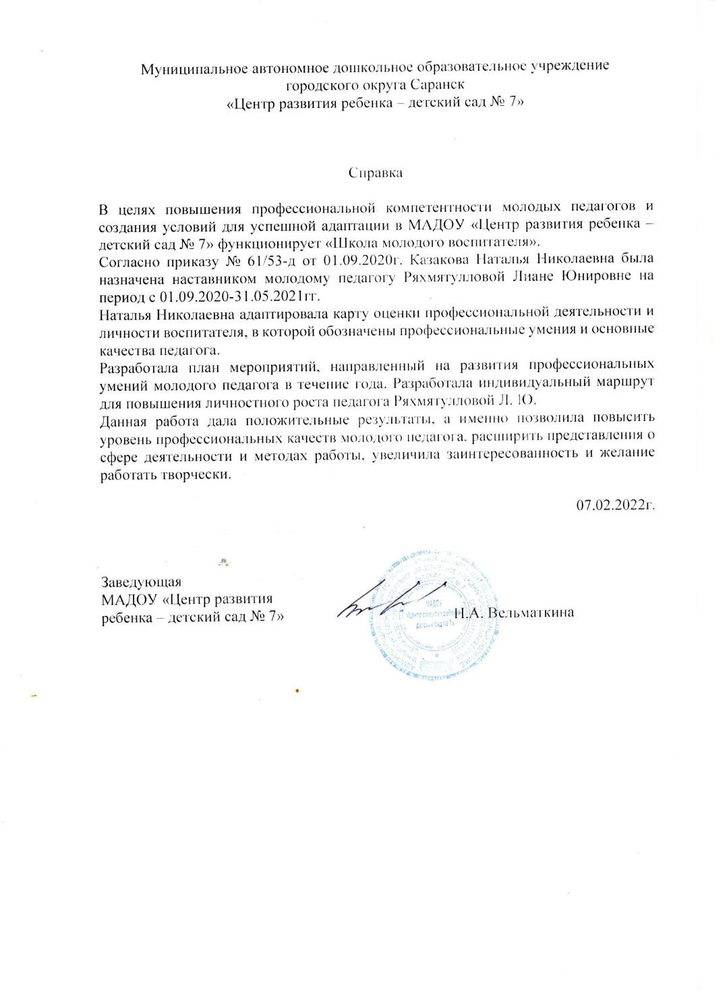 Муниципальное автономное дошкольное образовательное учреждение
городского округа Саранск
«Центр развития ребенка – детский сад № 7»
Справка
В целях повышения профессиональной компетентности молодых педагогов и
создания условий для успешной адаптации в МАДОУ «Центр развития ребенка –
детский сад № 7» функционирует «Школа молодого воспитателя».
Согласно приказу № 61/53-д от 01.09.2020г. Казакова Наталья Николаевна была
назначена наставником молодому педагогу Ряхмятулловой Лиане Юнировне на
период с 01.09.2020-31.05.2021гг.
Наталья Николаевна адаптировала карту оценки профессиональной деятельности и
личности воспитателя, в которой обозначены профессиональные умения и основные
качества педагога.
Разработала план мероприятий, направленный на развития профессиональных
умений молодого педагога в течение года. Разработала индивидуальный маршрут
для повышения личностного роста педагога Ряхмятулловой Л. Ю.
Данная работа дала положительные результаты, а именно позволила повысить
уровень профессиональных качеств молодого педагога, расширить представления о
сфере деятельности и методах работы, увеличила заинтересованность и желание
работать творчески.
07.02.2022г.
Заведующая
МАДОУ «Центр развития
ребенка – детский сад № 7»
Н.А. Вельматкина
МАДОУ
«Центр развития ребенка-
детский сад № 7»